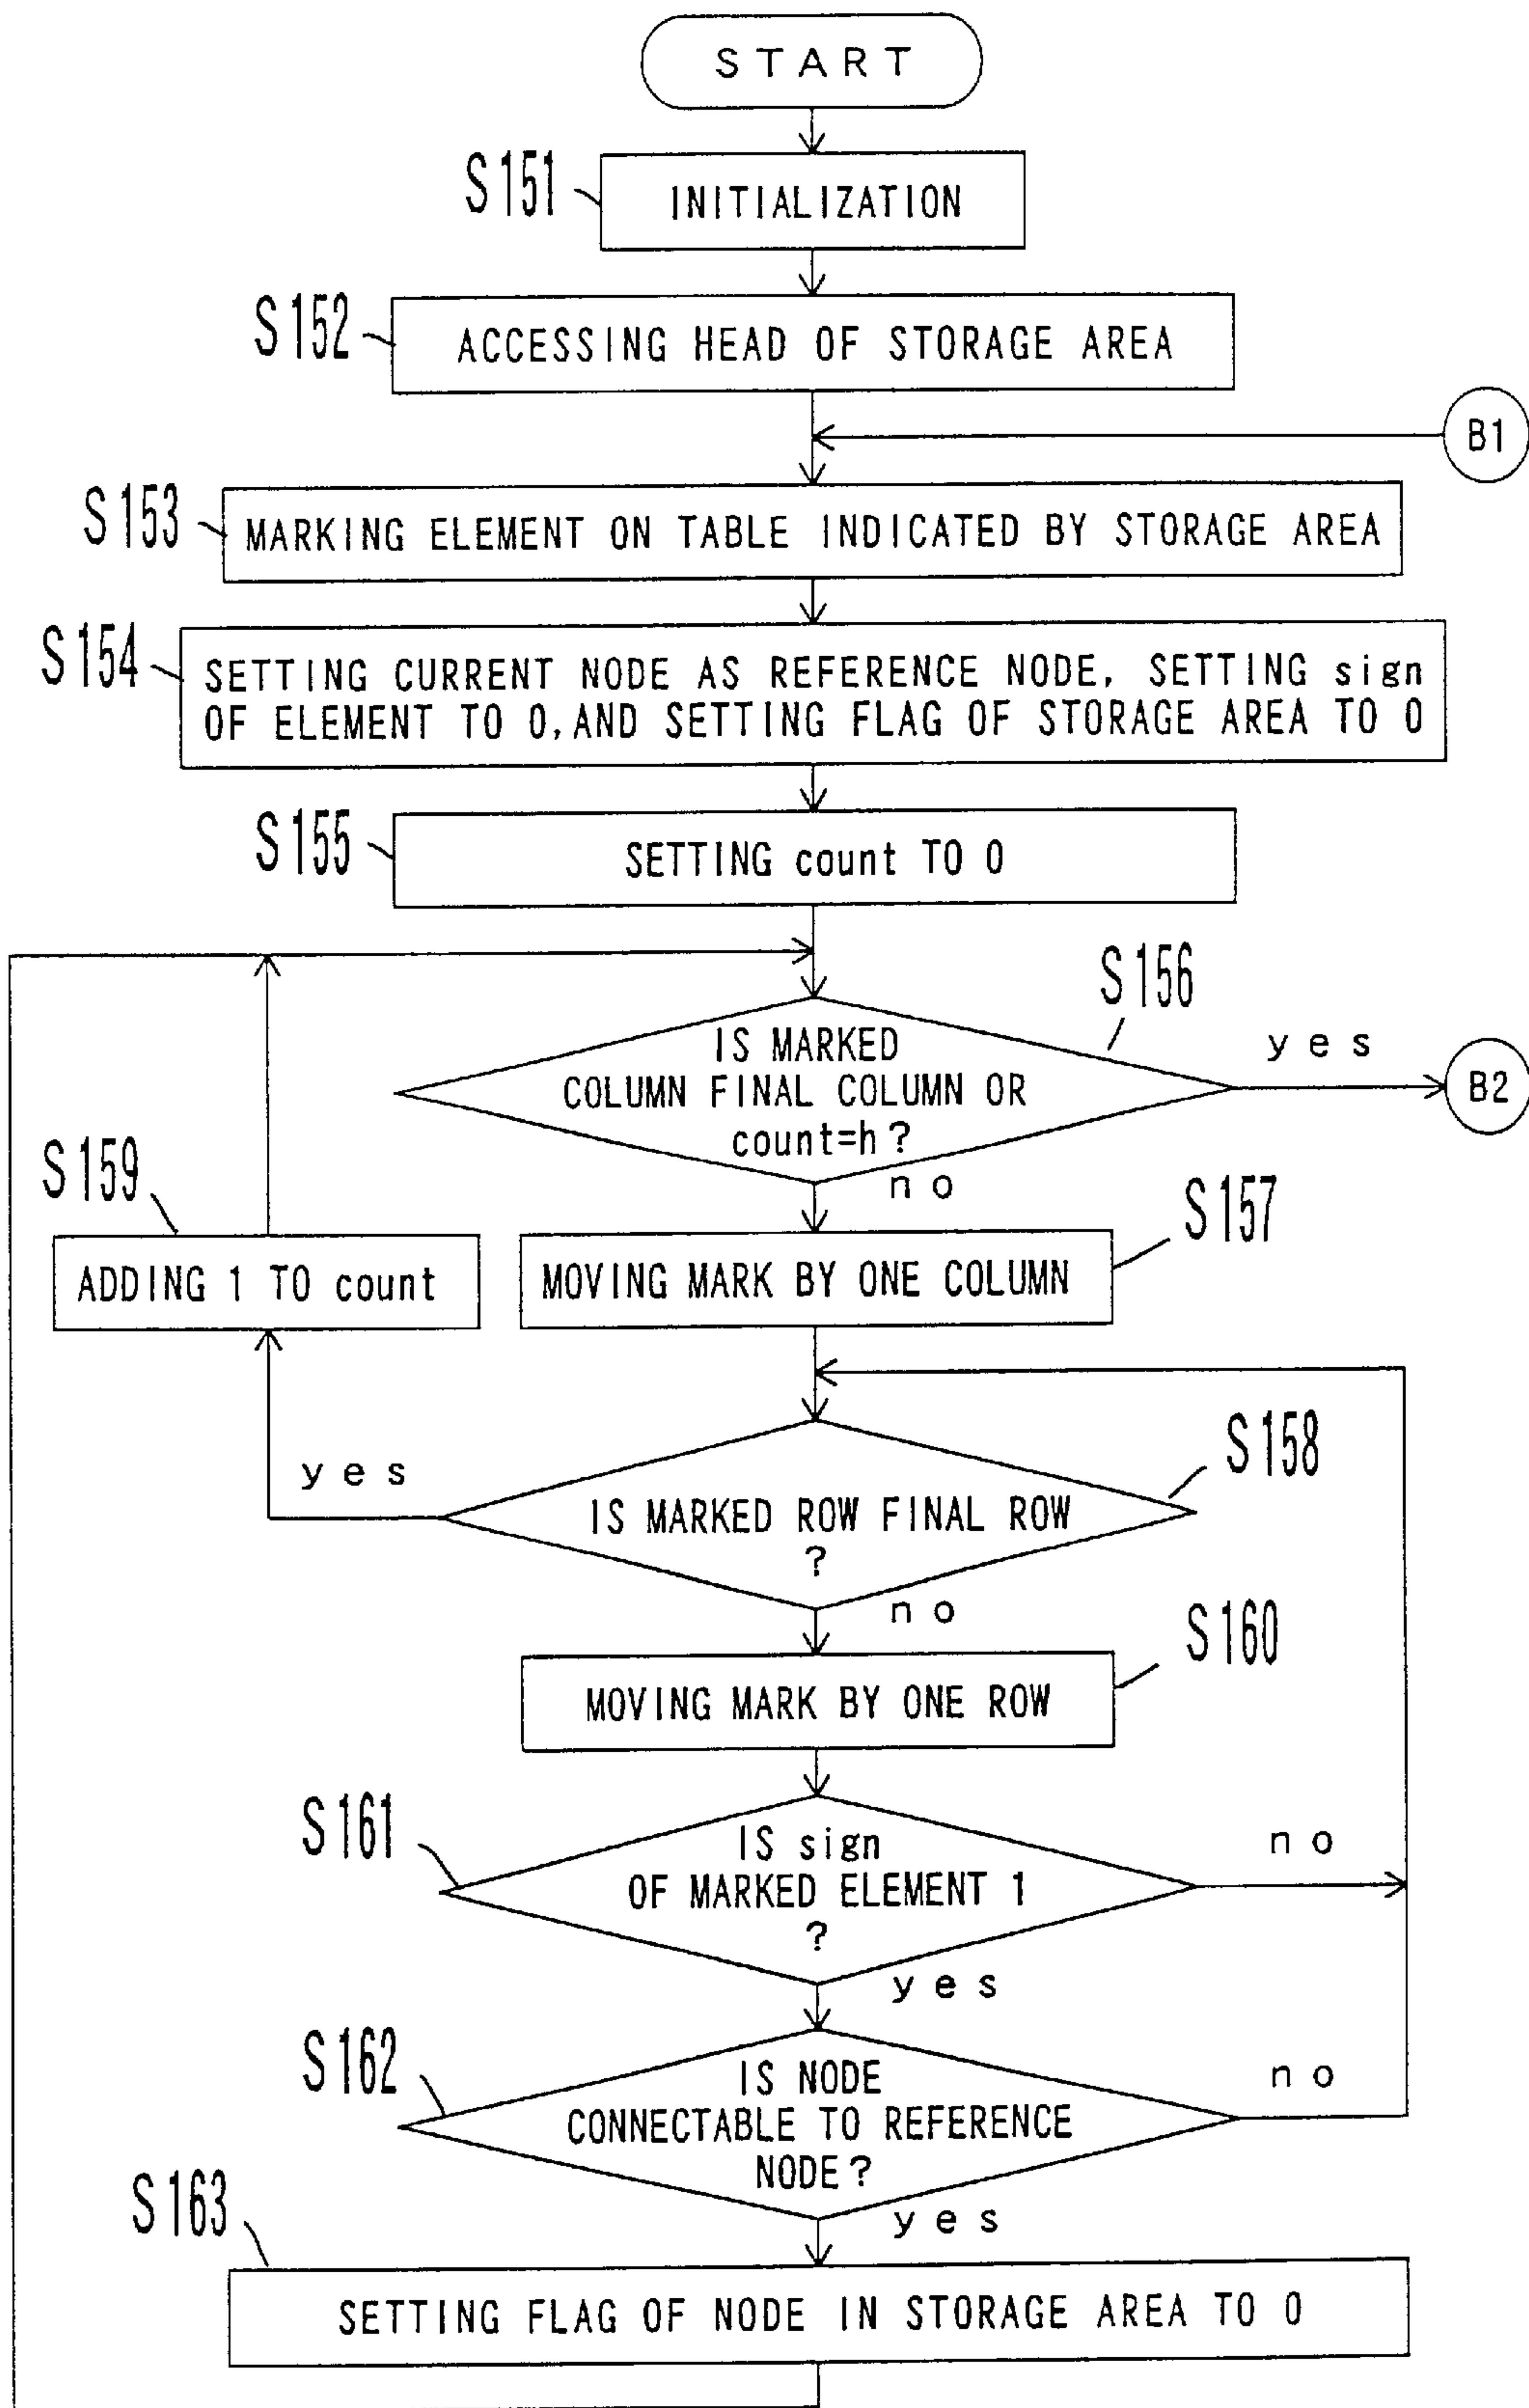 START
S151
INITIALIZATION
S152
ACCESSING HEAD OF STORAGE AREA
B1
S153
MARKING ELEMENT ON TABLE INDICATED BY STORAGE AREA
S154
SETTING CURRENT NODE AS REFERENCE NODE, SETTING sign
OF ELEMENT TO 0, AND SETTING FLAG OF STORAGE AREA TO 0
S155
SETTING count TO 0
S156
IS MARKED
COLUMN FINAL COLUMN OR
count=h?
yes
B2
no
S159
ADDING 1 TO count
S157
MOVING MARK BY ONE COLUMN
S158
yes
IS MARKED ROW FINAL ROW
?
no
S160
MOVING MARK BY ONE ROW
S161
IS sign
OF MARKED ELEMENT 1
?
no
yes
S162
IS NODE
CONNECTABLE TO REFERENCE
NODE?
no
yes
S163
SETTING FLAG OF NODE IN STORAGE AREA TO 0